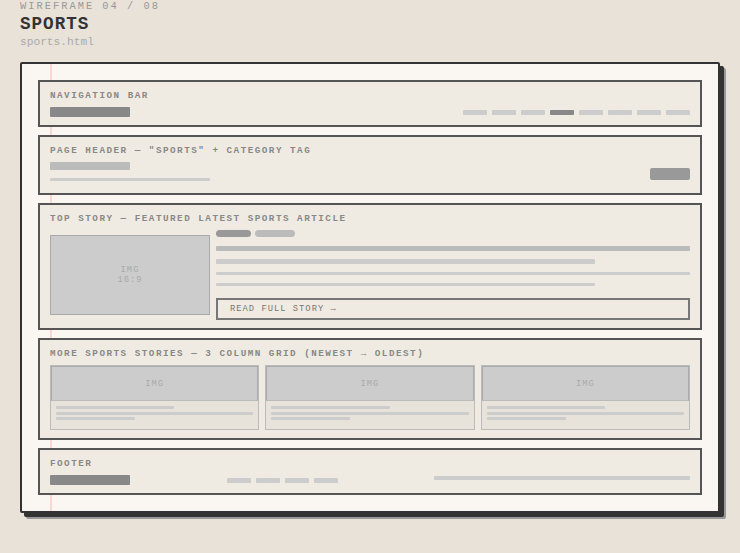 WIREFRAME 04 / 08
SPORTS
sports.html
NAVIGATION BAR
PAGE HEADER — "SPORTS" + CATEGORY TAG
TOP STORY — FEATURED LATEST SPORTS ARTICLE
IMG
16:9
READ FULL STORY →
MORE SPORTS STORIES — 3 COLUMN GRID (NEWEST → OLDEST)
IMG IMG IMG
FOOTER